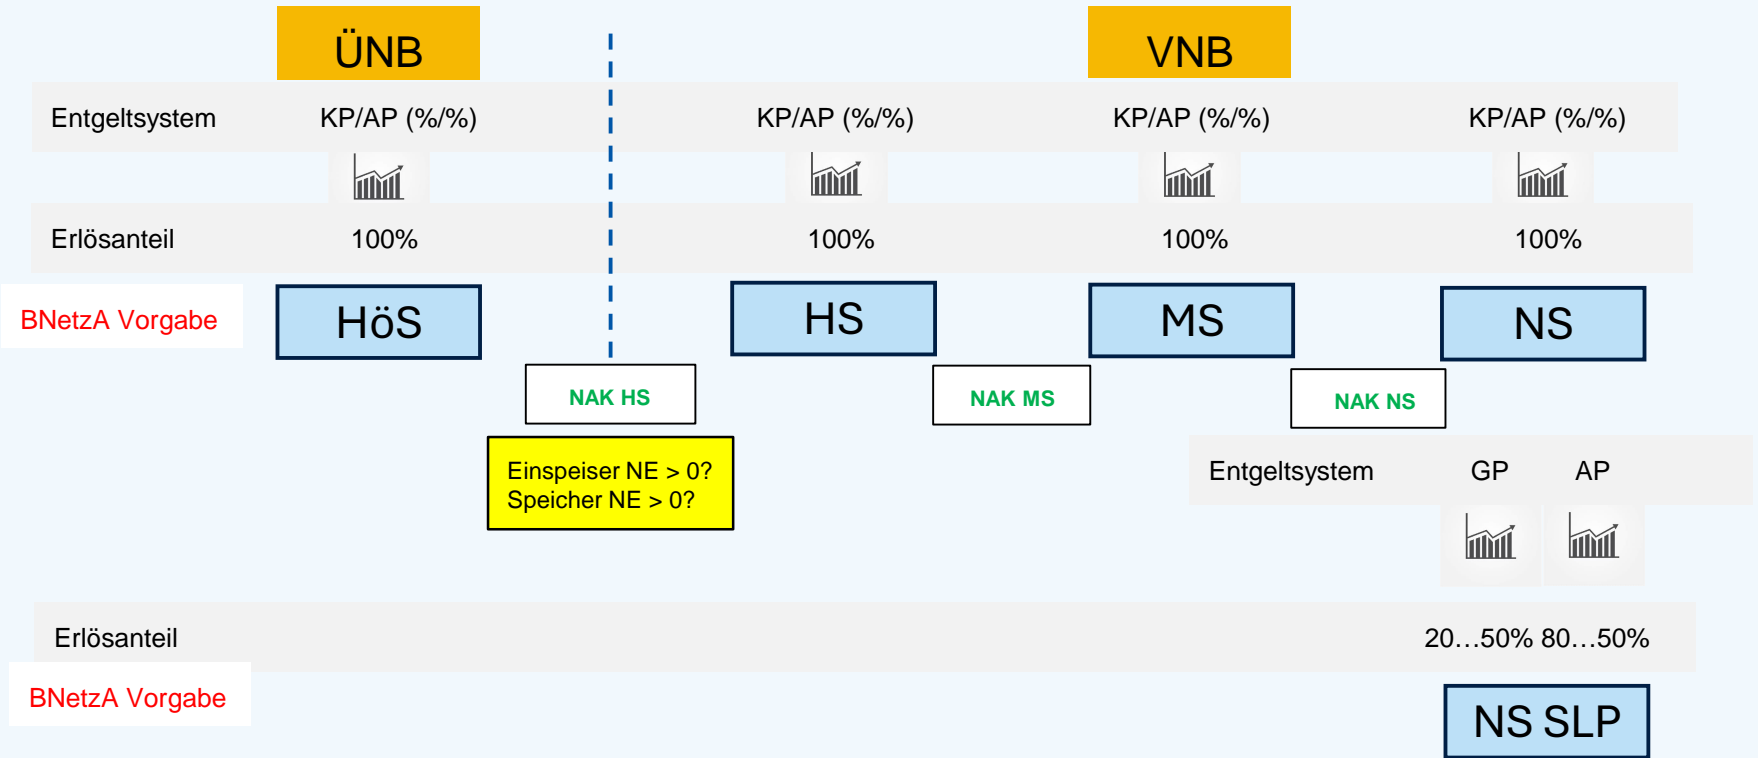 ÜNB VNB
Entgeltsystem KP/AP (%/%) KP/AP (%/%) KP/AP (%/%) KP/AP (%/%)
Erlösanteil 100% 100% 100% 100%
BNetzA Vorgabe HöS HS MS NS
NAK HS NAK MS NAK NS
Einspeiser NE > 0?
Speicher NE > 0?
Entgeltsystem GP AP
Erlösanteil 20…50% 80…50%
BNetzA Vorgabe NS SLP